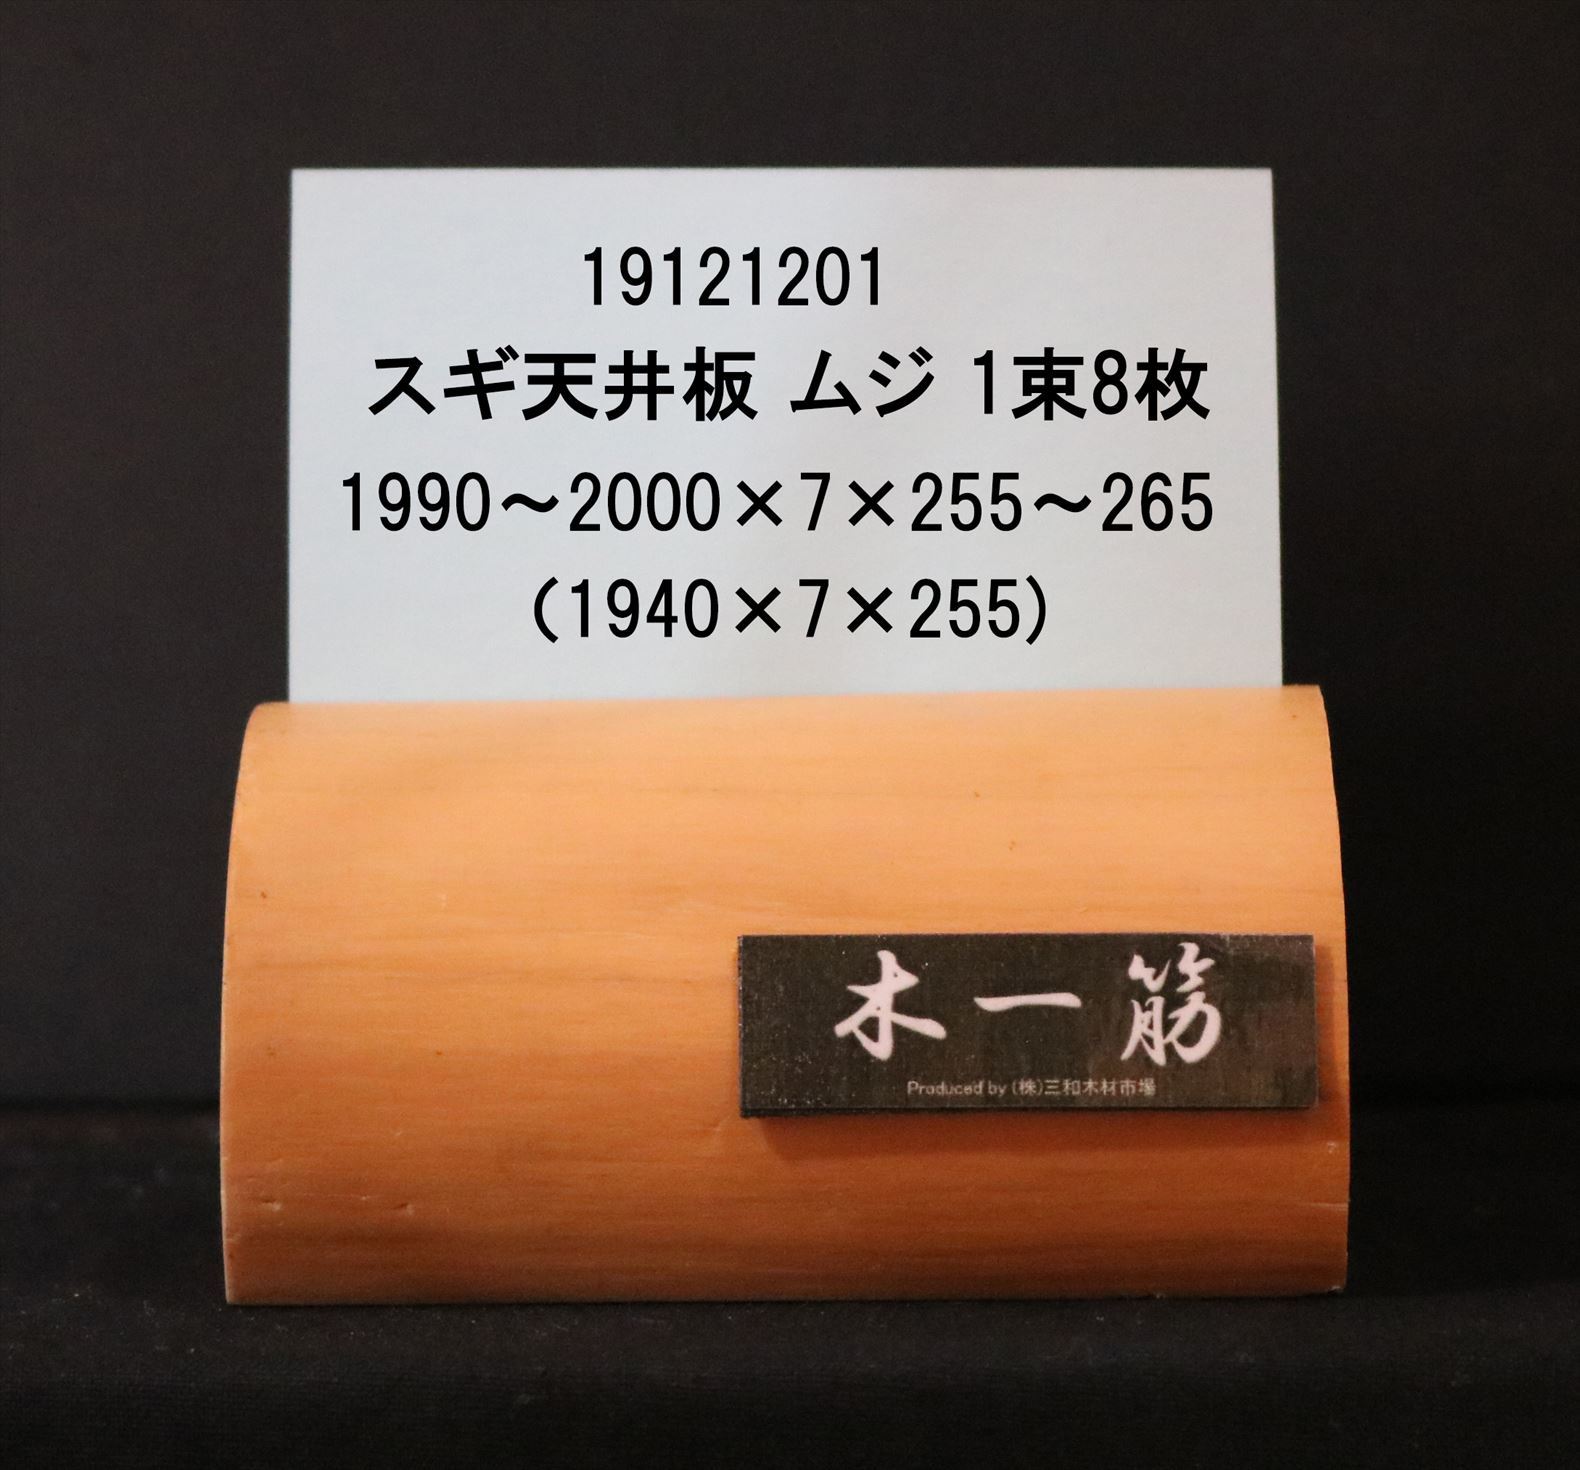 19121201
スギ天井板 ムジ 1束8枚
1990～2000×7×255～265
(1940×7×255)
木一筋
Produced by (株)三和木材市場